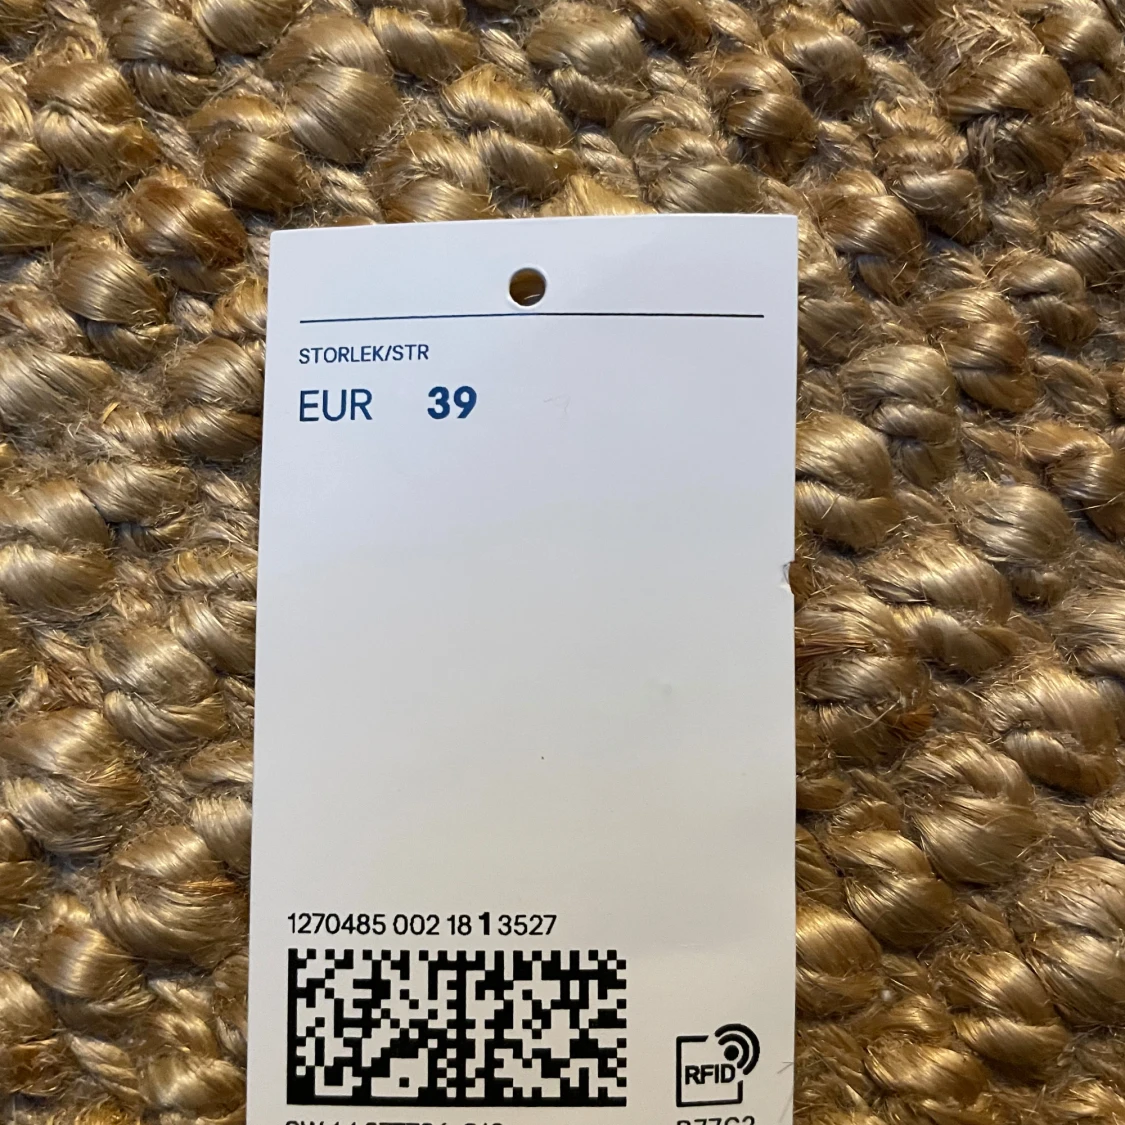 STORLEK/STR
EUR 39
1270485 002 18 1 3527
RFID